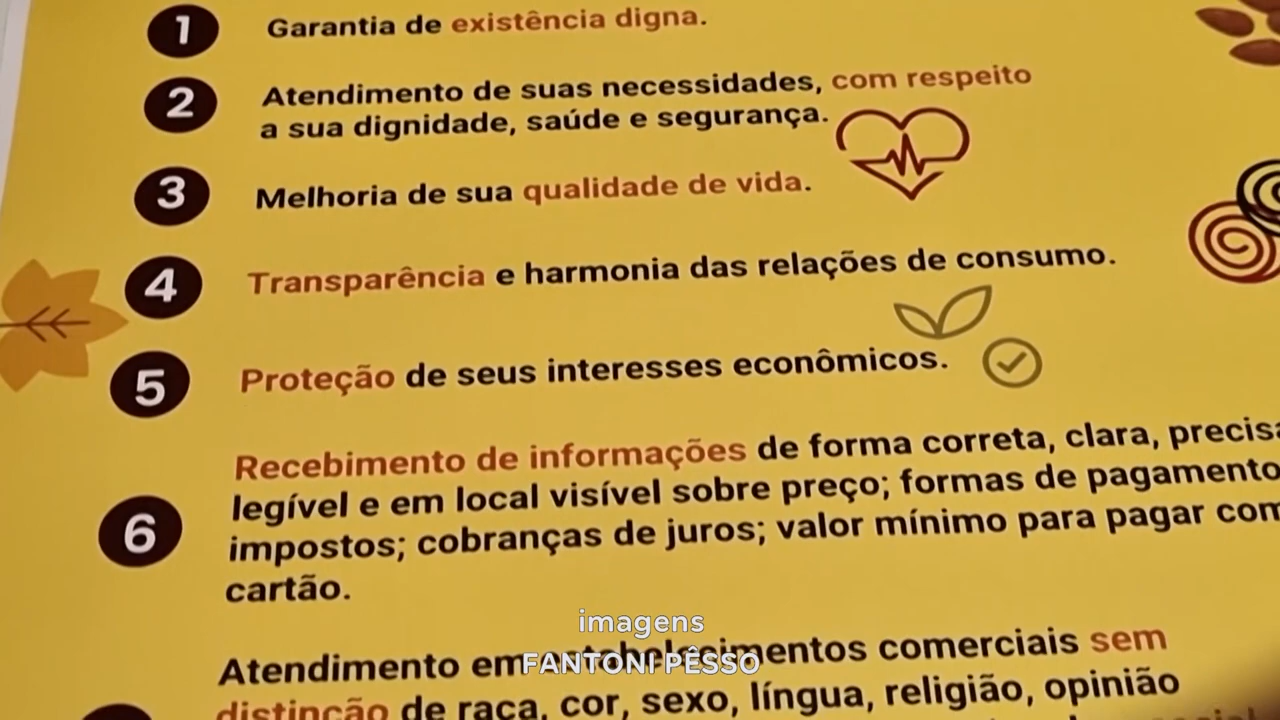 1 Garantia de existência digna.
2 Atendimento de suas necessidades, com respeito
a sua dignidade, saúde e segurança.
3 Melhoria de sua qualidade de vida.
4 Transparência e harmonia das relações de consumo.
5 Proteção de seus interesses econômicos.
Recebimento de informações de forma correta, clara,
legível e em local visível sobre preço; formas de pagamento
6 impostos; cobranças de juros; valor mínimo para pagar
cartão.
imagens
Atendimento em estabelecimentos comerciais sem
FANTONI PÊSSO
distinção de raça, cor, sexo, língua, religião, opinião